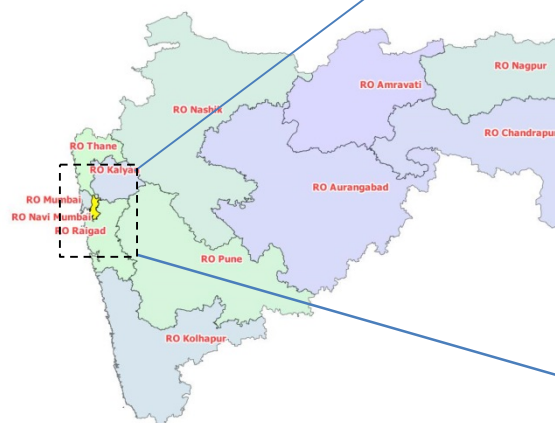 RO Nagpur
RO Amravati
RO Nashik
RO Chandrapur
RO Thane
RO Kalyan
RO Aurangabad
RO Mumbai
RO Navi Mumbai
RO Raigad
RO Pune
RO Kolhapur